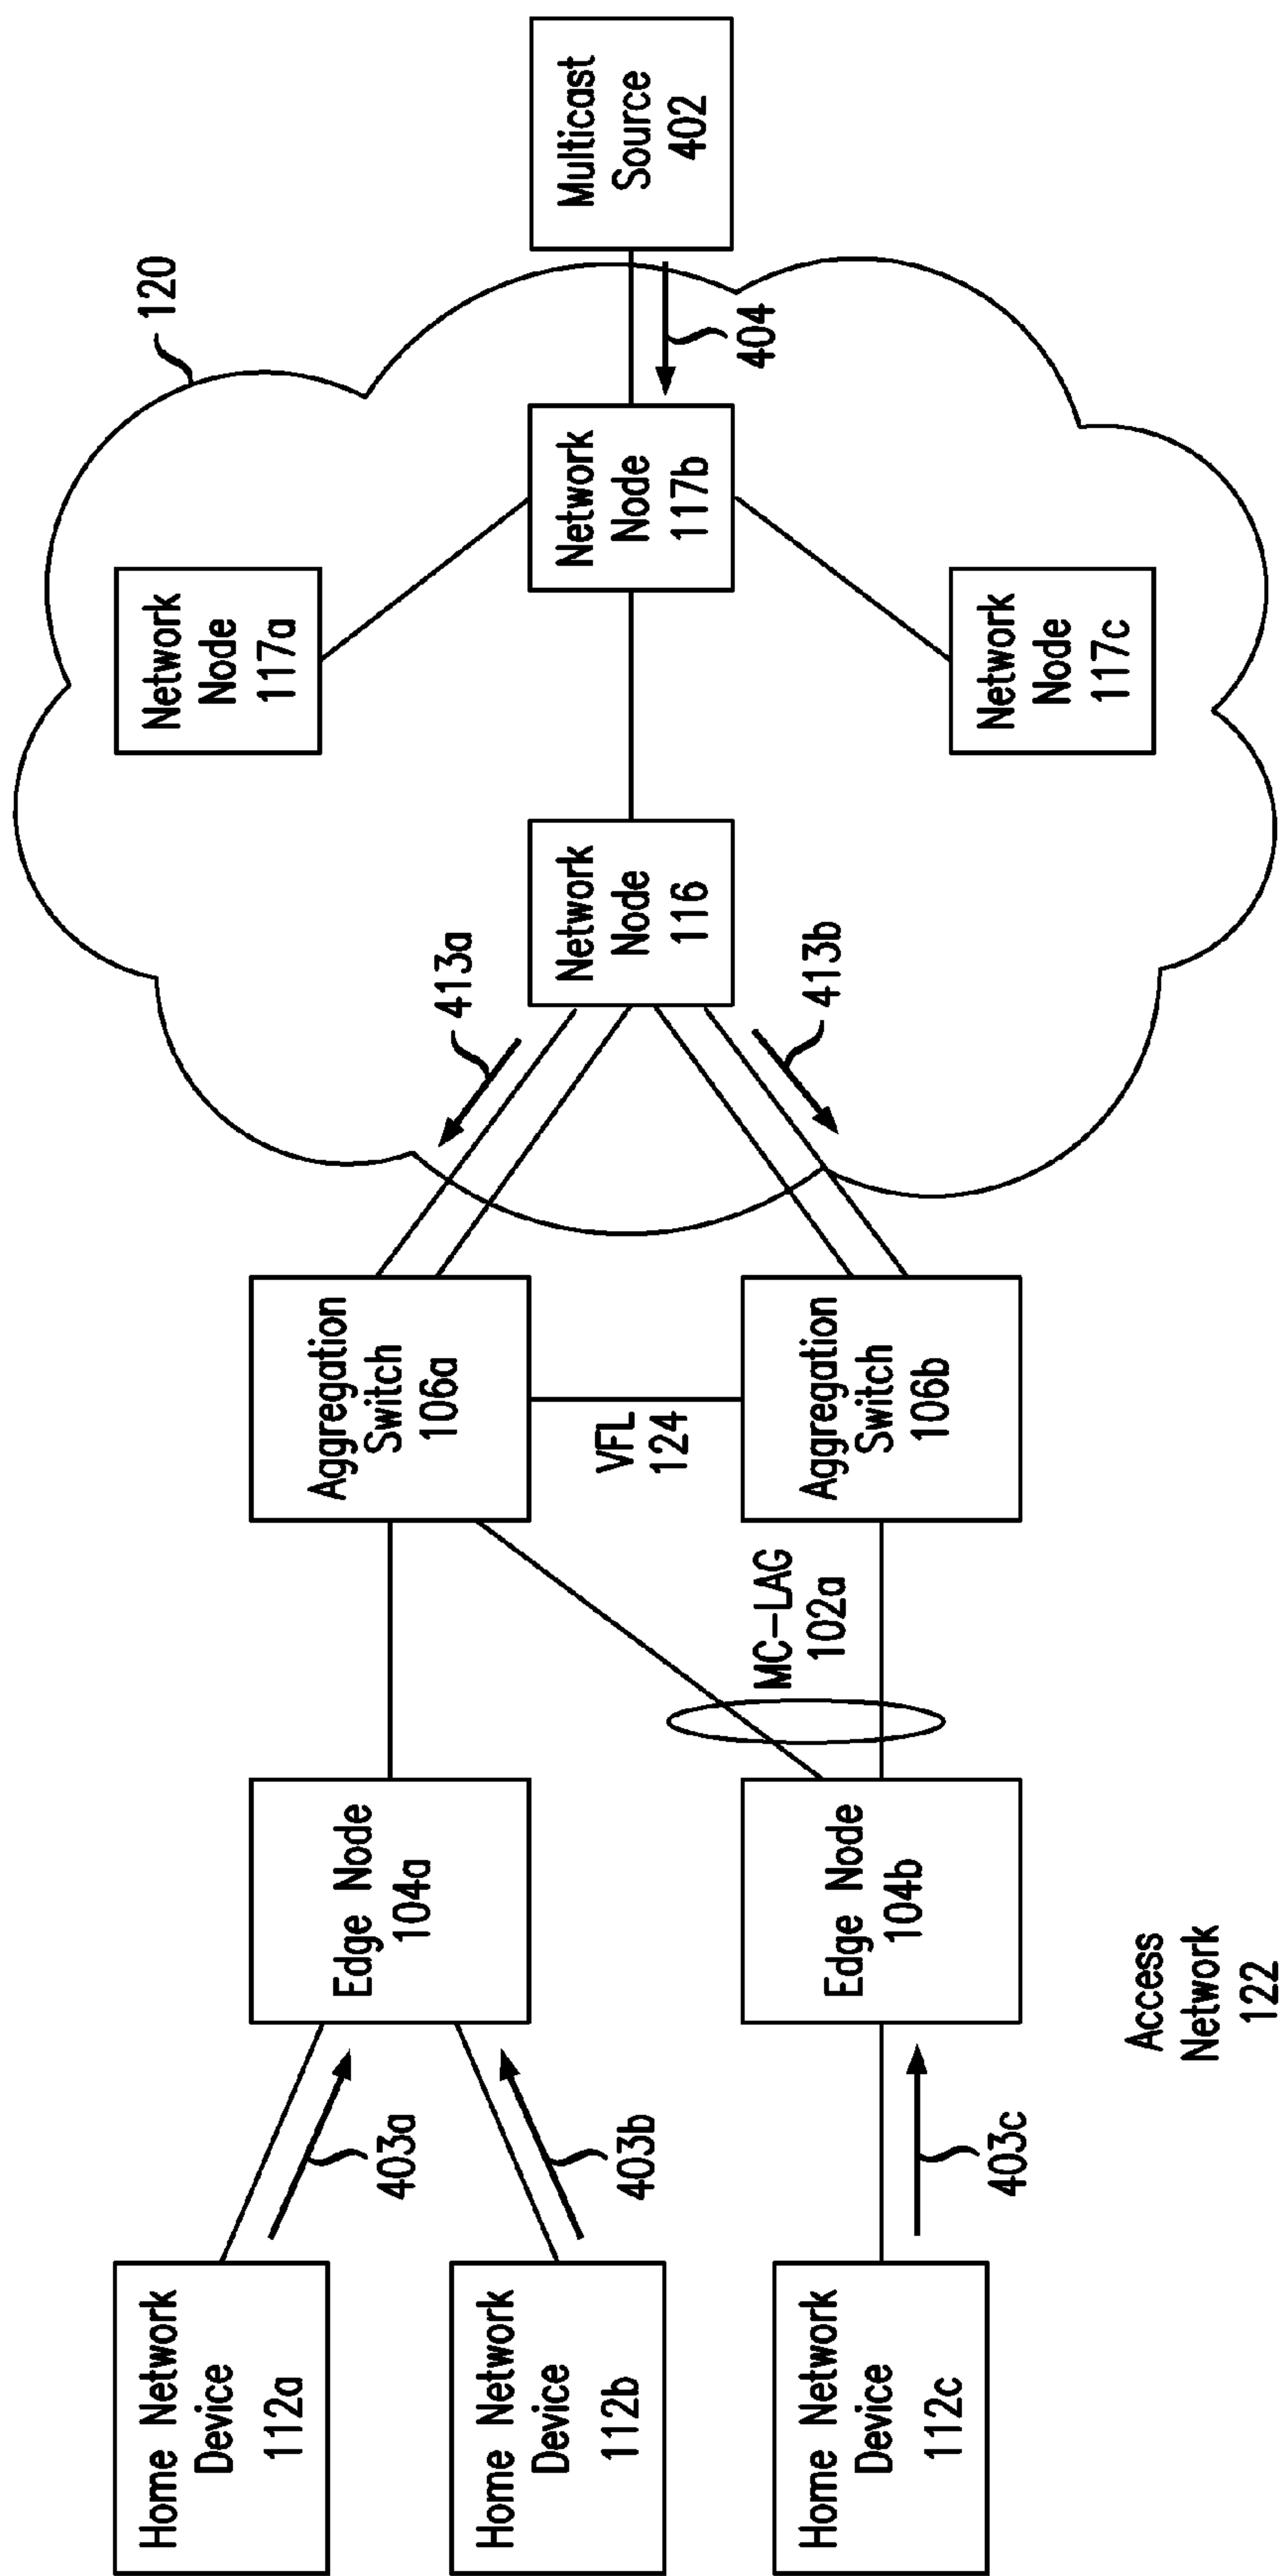 120
Multicast
Source
402
404
Network
Node
117a
Network
Node
117b
Network
Node
117c
Network
Node
116
413a
413b
Aggregation
Switch
106a
VFL
124
Aggregation
Switch
106b
MC-LAG
102a
Edge Node
104a
Edge Node
104b
403a
403b
403c
Home Network
Device
112a
Home Network
Device
112b
Home Network
Device
112c
Access
Network
122